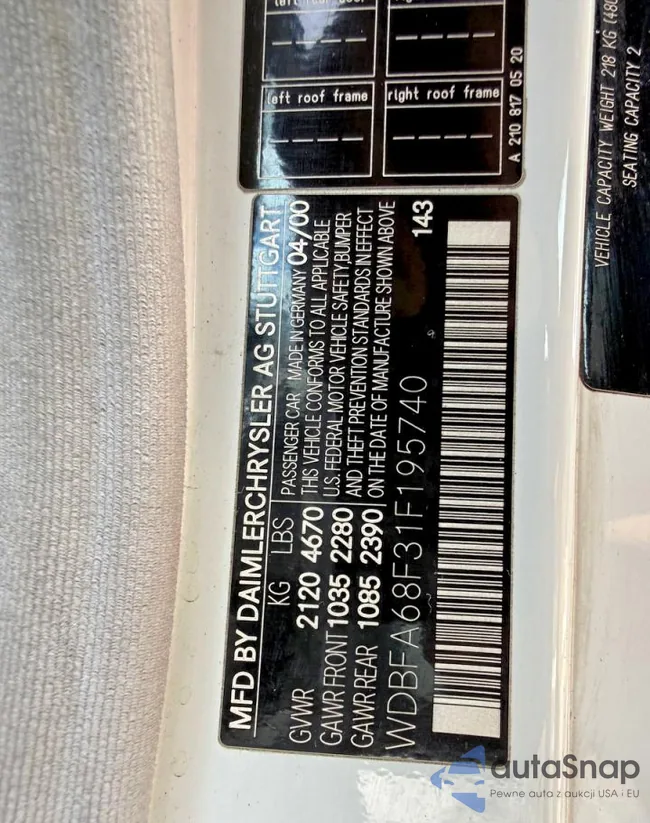 left roof frame
right roof frame
A 210 817 05 20
VEHICLE CAPACITY WEIGHT 218 KG (480
SEATING CAPACITY 2
MFD BY DAIMLERCHRYSLER AG STUTTGART
KG LBS
GVWR 2120 4670
GAWR FRONT 1035 2280
GAWR REAR 1085 2390
PASSENGER CAR MADE IN GERMANY 04/00
THIS VEHICLE CONFORMS TO ALL APPLICABLE
U.S. FEDERAL MOTOR VEHICLE SAFETY, BUMPER
AND THEFT PREVENTION STANDARDS IN EFFECT
ON THE DATE OF MANUFACTURE SHOWN ABOVE
WDBFA68F31F195740
143
autaSnap
Pewne auta z aukcji USA i EU